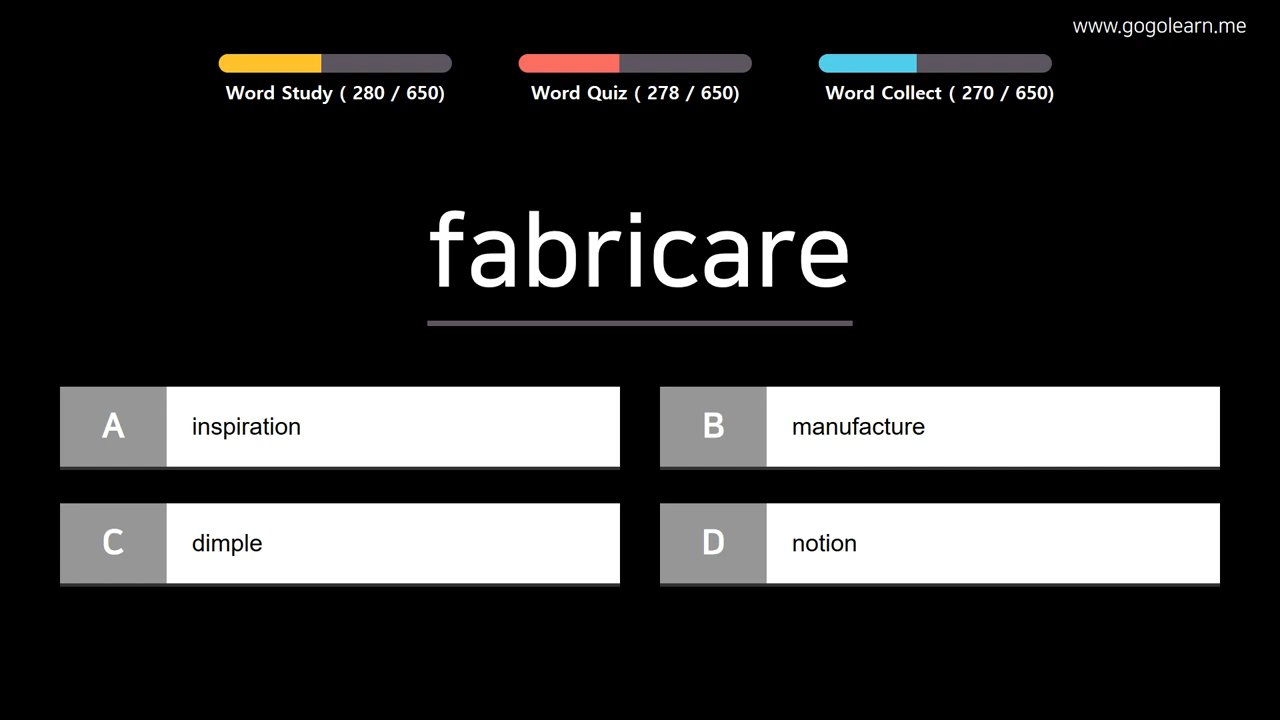 www.gogolearn.me
Word Study ( 280 / 650)
Word Quiz ( 278 / 650)
Word Collect ( 270 / 650)
fabricare
A inspiration
B manufacture
C dimple
D notion